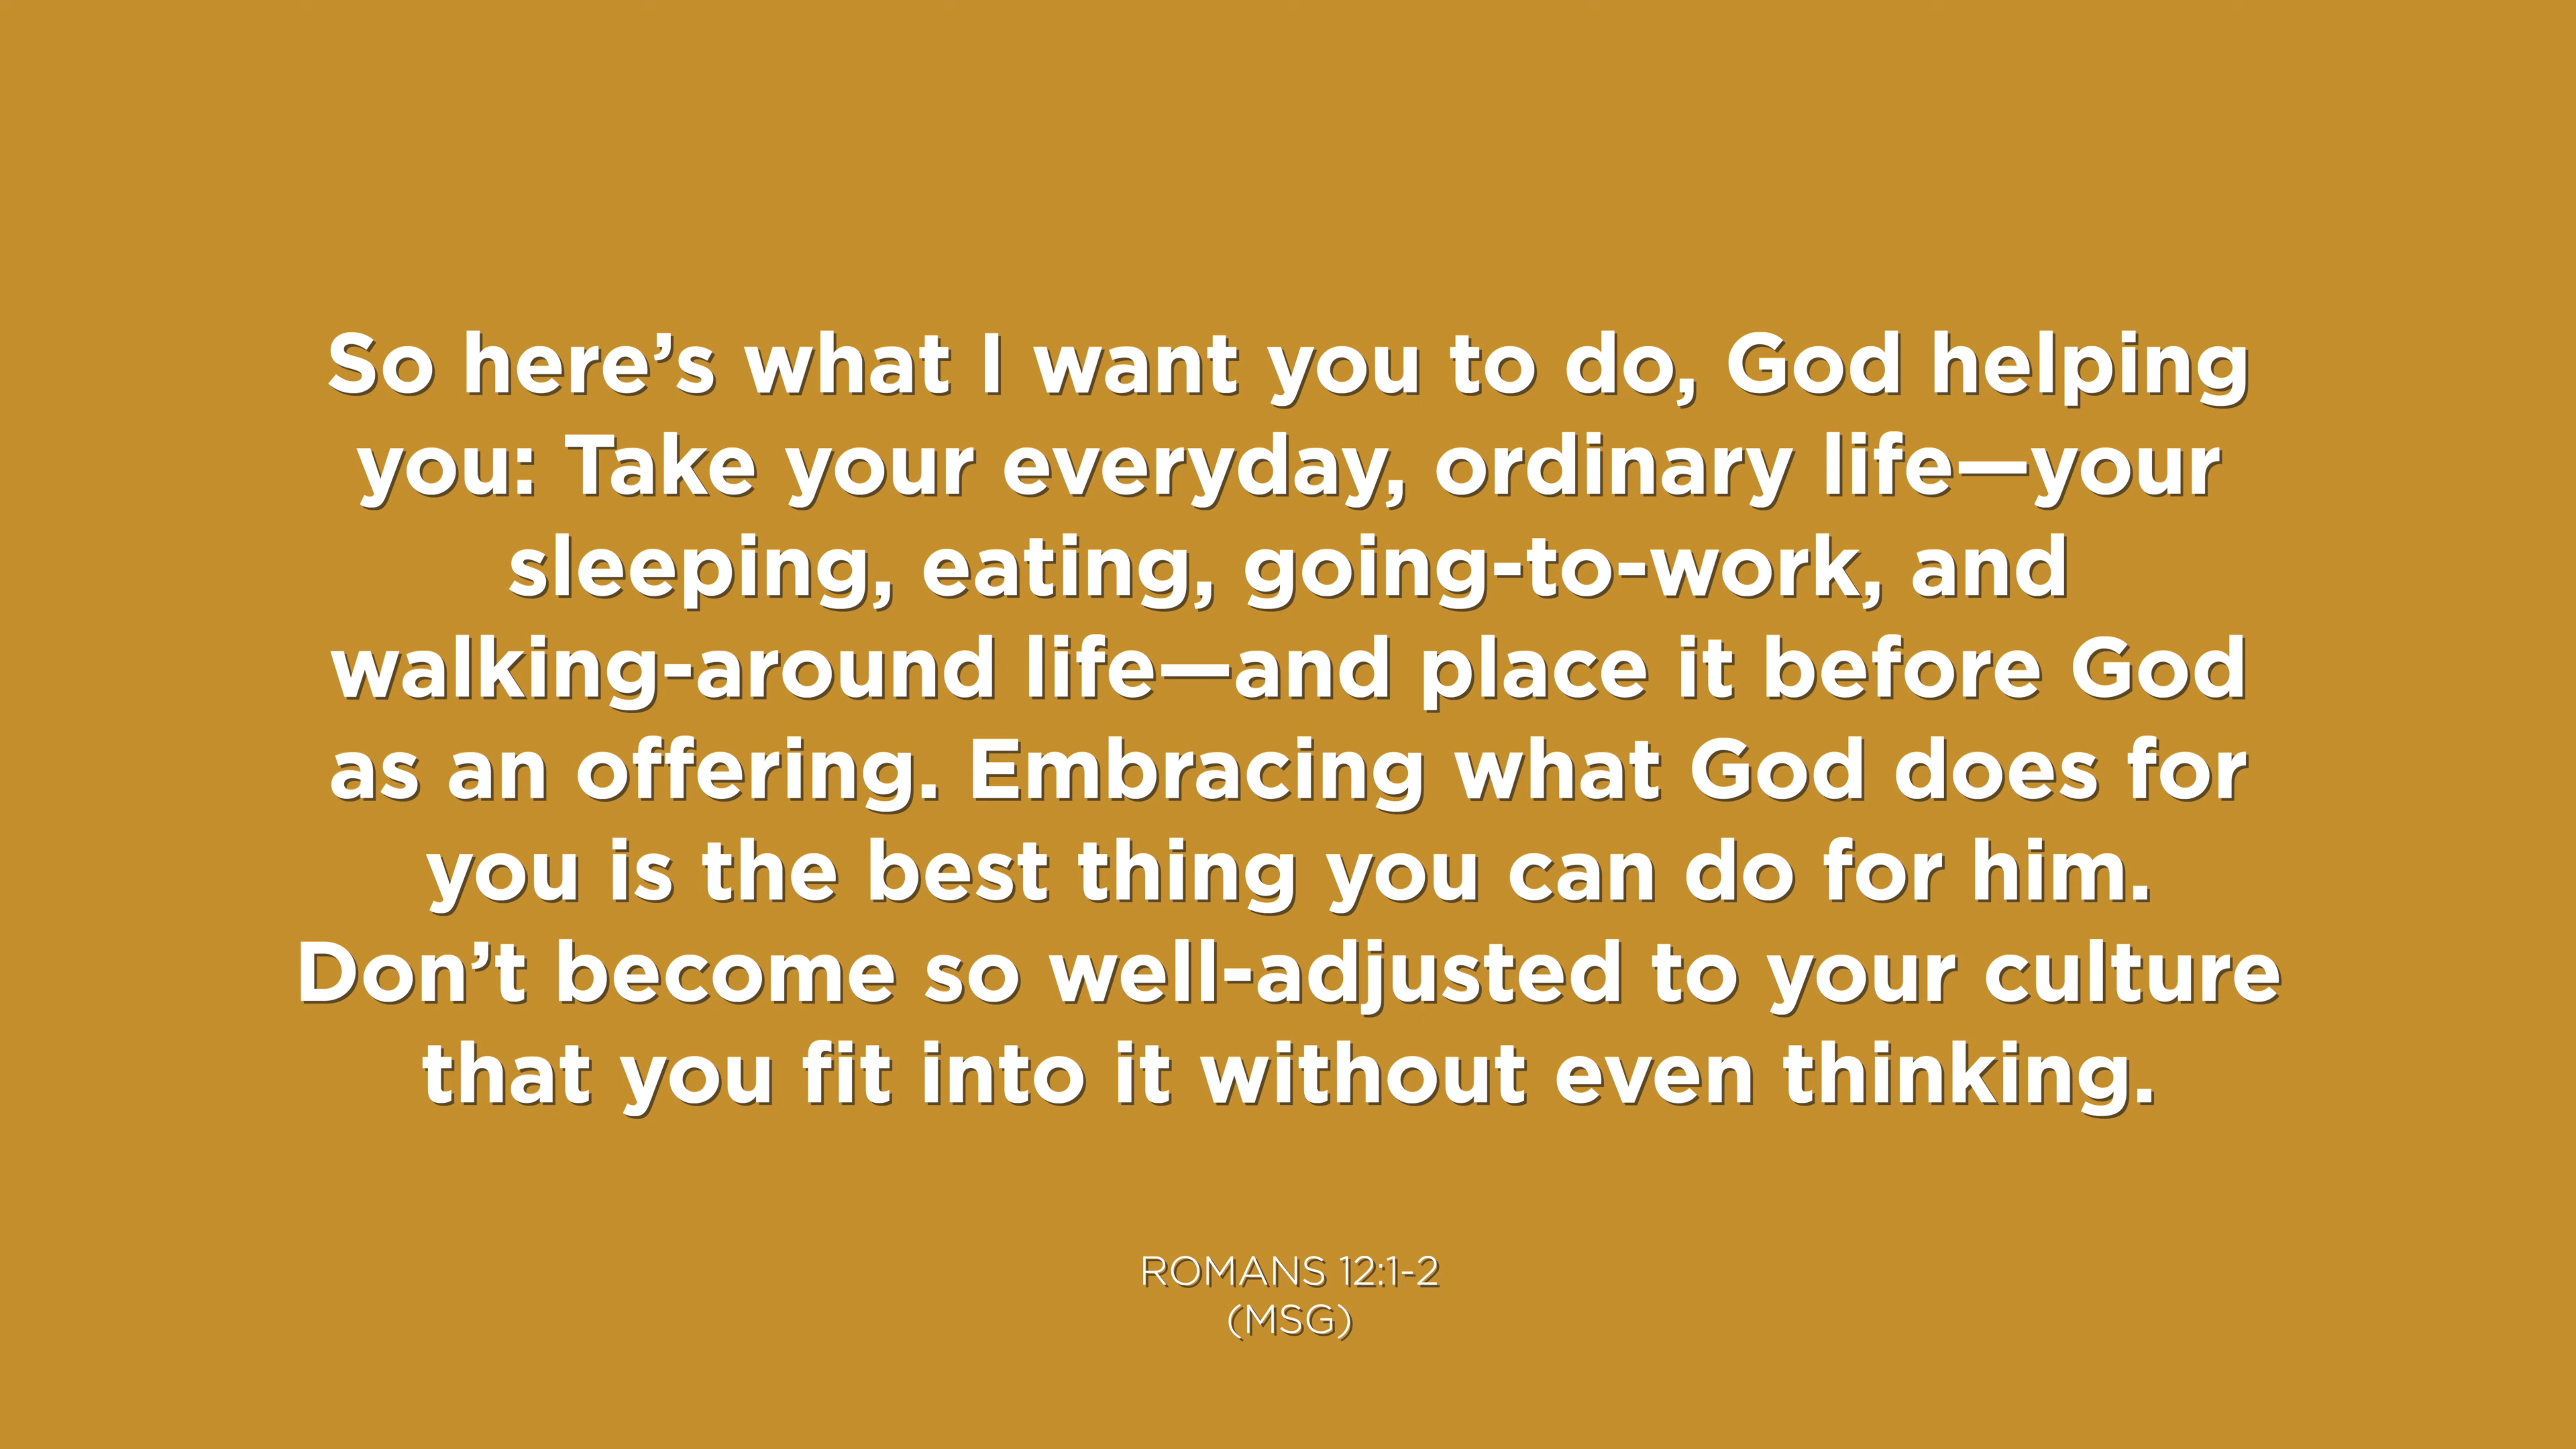 So here’s what I want you to do, God helping
you: Take your everyday, ordinary life—your
sleeping, eating, going-to-work, and
walking-around life—and place it before God
as an offering. Embracing what God does for
you is the best thing you can do for him.
Don’t become so well-adjusted to your culture
that you fit into it without even thinking.
ROMANS 12:1-2
(MSG)